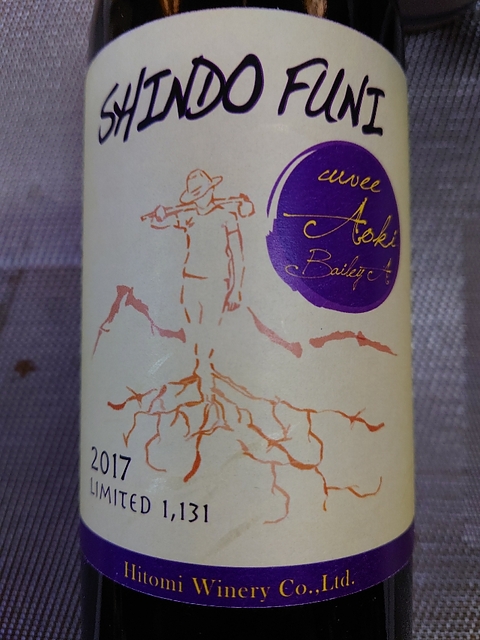 SHINDO FUNI
cuvee
Aoki
Bailey A.
2017
LIMITED 1,131
Hitomi Winery Co.,Ltd.